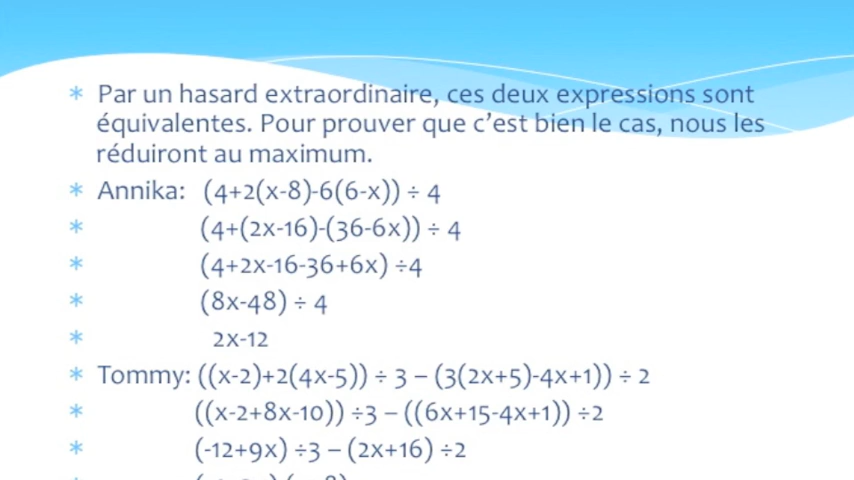 * Par un hasard extraordinaire, ces deux expressions sont
équivalentes. Pour prouver que c’est bien le cas, nous les
réduiront au maximum.
* Annika: (4+2(x-8)-6(6-x)) ÷ 4
* (4+(2x-16)-(36-6x)) ÷ 4
* (4+2x-16-36+6x) ÷4
* (8x-48) ÷ 4
* 2x-12
* Tommy: ((x-2)+2(4x-5)) ÷ 3 – (3(2x+5)-4x+1)) ÷ 2
* ((x-2+8x-10)) ÷3 – ((6x+15-4x+1)) ÷2
* (-12+9x) ÷3 – (2x+16) ÷2